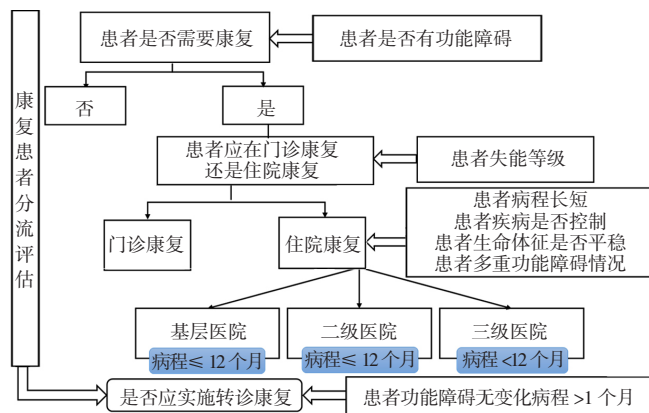 患者是否需要康复
患者是否有功能障碍
否
是
康复患者分流评估
患者应在门诊康复
还是住院康复
患者失能等级
患者病程长短
患者疾病是否控制
患者生命体征是否平稳
患者多重功能障碍情况
门诊康复
住院康复
基层医院
病程≤ 12 个月
二级医院
病程≤ 12 个月
三级医院
病程<12 个月
是否应实施转诊康复
患者功能障碍无变化病程 >1 个月